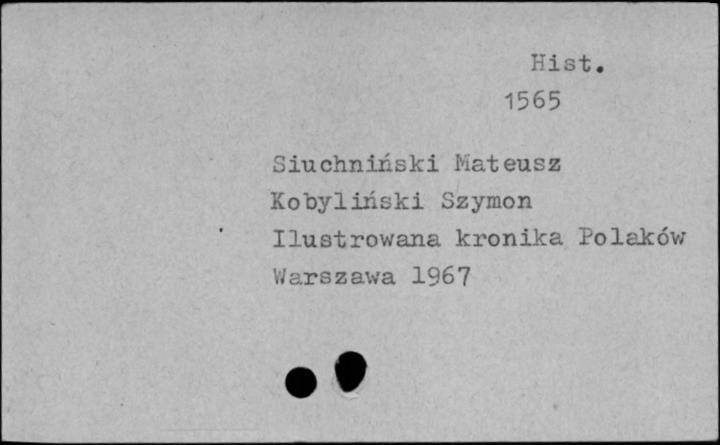 Hist.
1565
Siuchniński Mateusz
Kobyliński Szymon
Ilustrowana kronika Polaków
Warszawa 1967